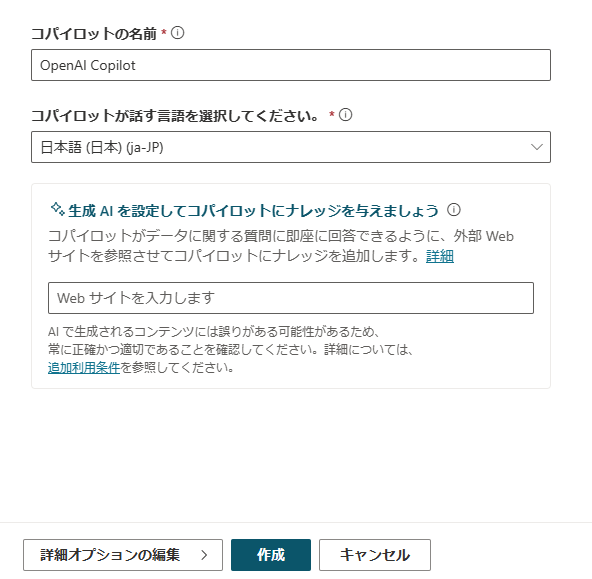 コパイロットの名前 *
OpenAI Copilot
コパイロットが話す言語を選択してください。 *
日本語 (日本) (ja-JP)
生成 AI を設定してコパイロットにナレッジを与えましょう
コパイロットがデータに関する質問に即座に回答できるように、外部 Web
サイトを参照させてコパイロットにナレッジを追加します。詳細
Web サイトを入力します
AI で生成されるコンテンツには誤りがある可能性があるため、
常に正確かつ適切であることを確認してください。詳細については、
追加利用条件を参照してください。
詳細オプションの編集
作成
キャンセル